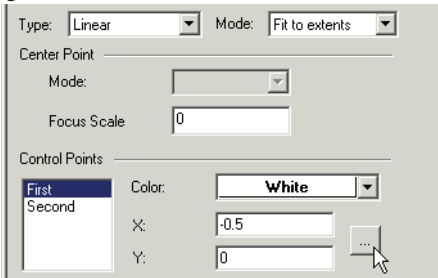 Type: Linear Mode: Fit to extents
Center Point
Mode:
Focus Scale 0
Control Points
First Color: White
Second
X: -0.5
...
Y: 0